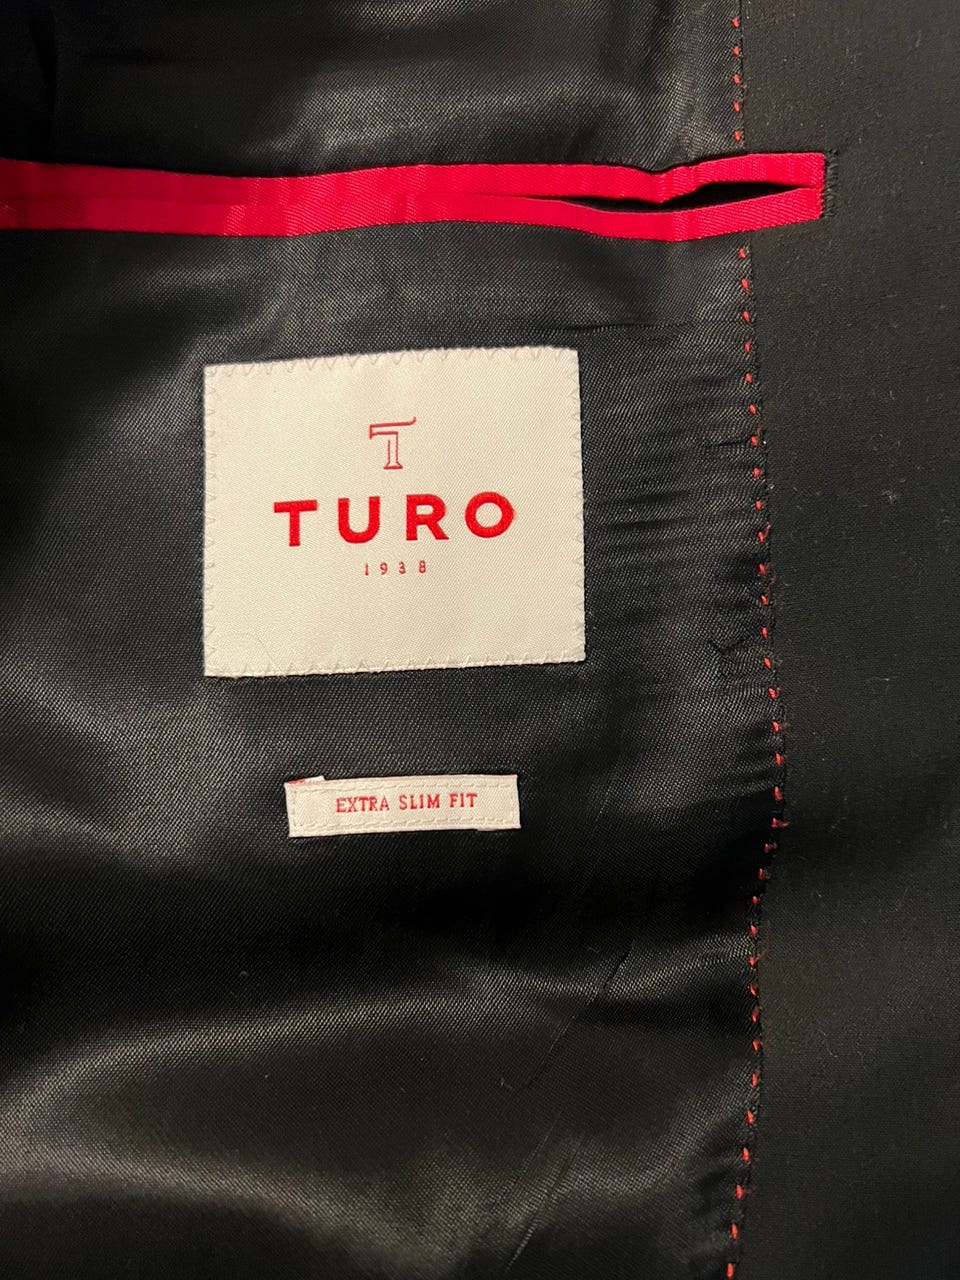 T
TURO
1938
EXTRA SLIM FIT